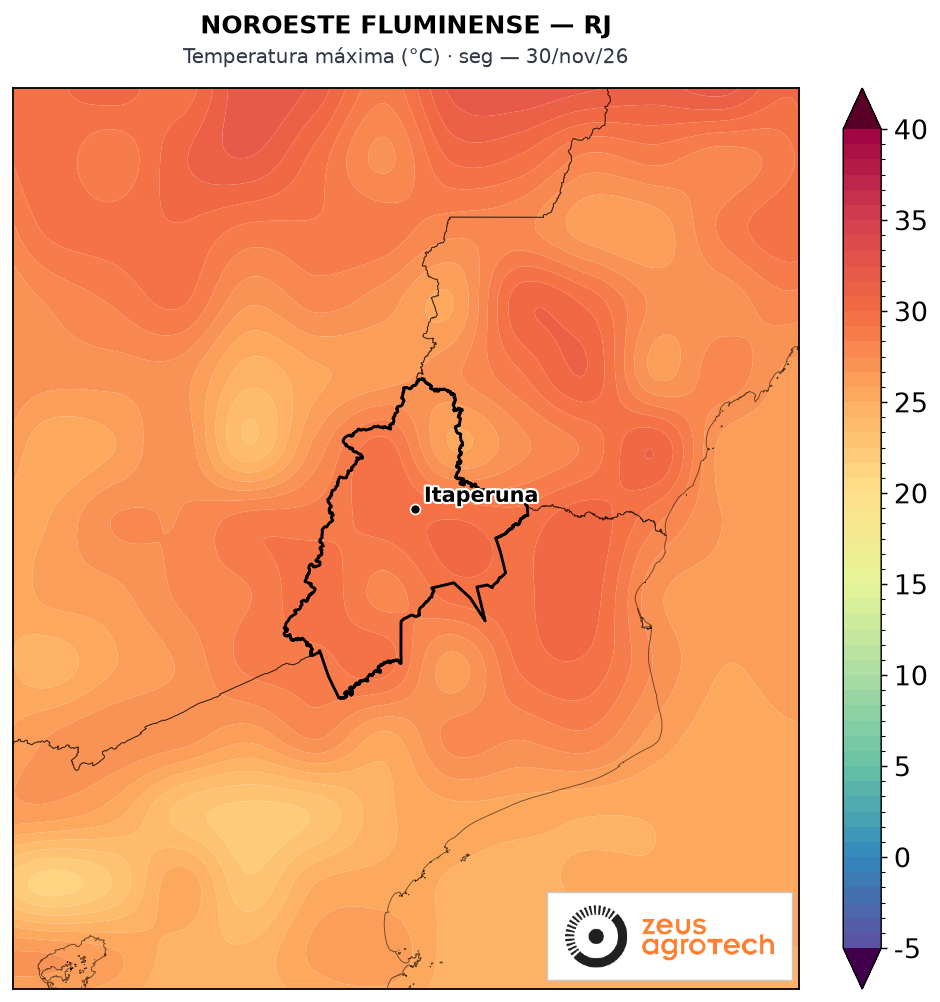 NOROESTE FLUMINENSE — RJ
Temperatura máxima (°C) · seg — 30/nov/26
40
35
30
25
20
15
10
5
0
-5
Itaperuna
zeus
agrotech